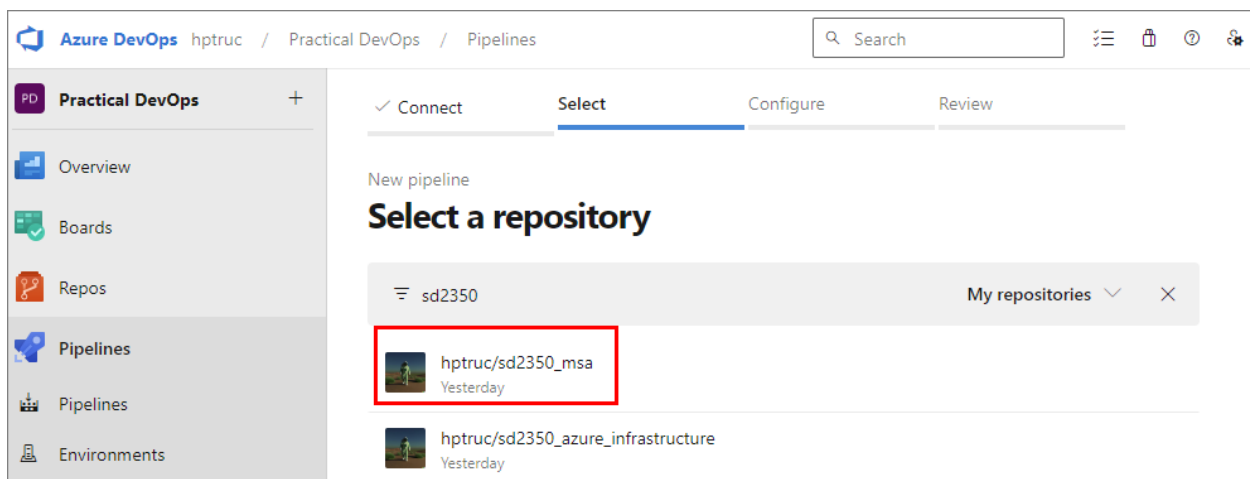 Azure DevOps hptruc / Practical DevOps / Pipelines
Search
PD Practical DevOps +
Overview
Boards
Repos
Pipelines
Pipelines
Environments
Connect Select Configure Review
New pipeline
Select a repository
sd2350 My repositories
hptruc/sd2350_msa
Yesterday
hptruc/sd2350_azure_infrastructure
Yesterday